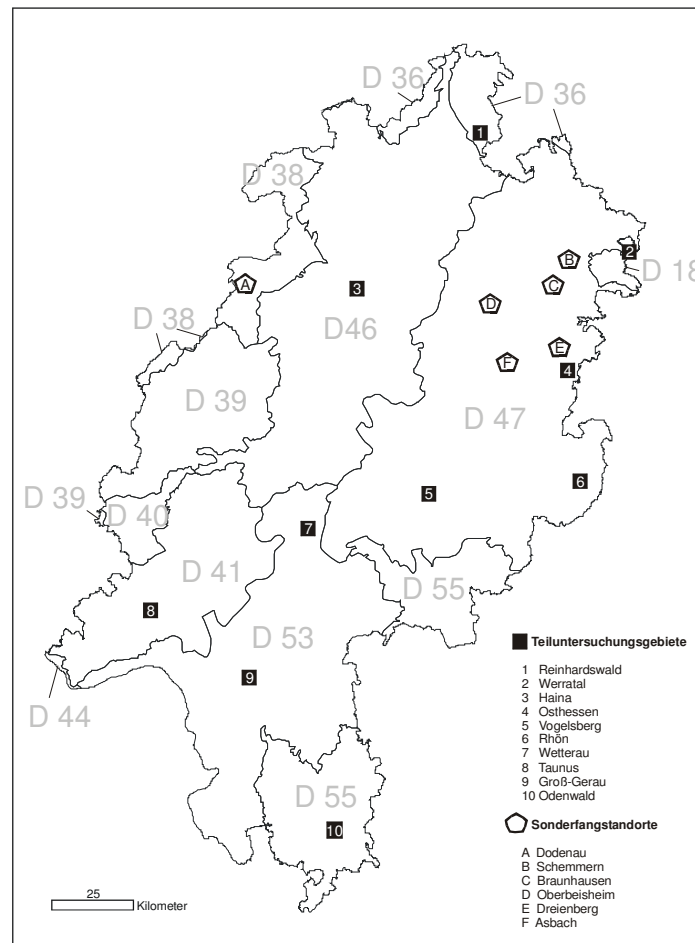 D 36
D 36
1
D 38
2
B
D 18
A
C
3
D
D 38
D46
E
F
4
D 39
D 47
6
5
D 39
D 40
7
D 41
D 55
8
D 53
9
D 44
D 55
10
Teiluntersuchungsgebiete
1 Reinhardswald
2 Werratal
3 Haina
4 Osthessen
5 Vogelsberg
6 Rhön
7 Wetterau
8 Taunus
9 Groß-Gerau
10 Odenwald
Sonderfangstandorte
A Dodenau
B Schemmern
C Braunhausen
D Oberbeisheim
E Dreienberg
F Asbach
25
Kilometer